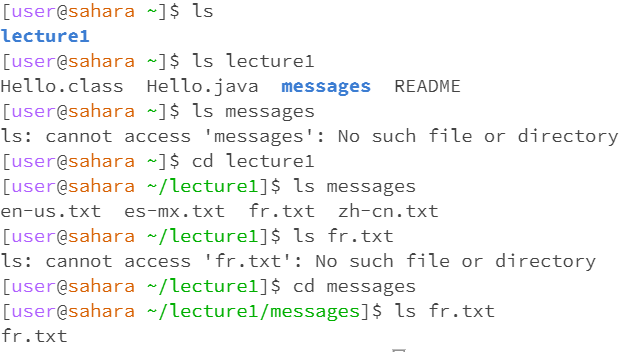 [user@sahara ~]$ ls
lecture1
[user@sahara ~]$ ls lecture1
Hello.class  Hello.java  messages  README
[user@sahara ~]$ ls messages
ls: cannot access 'messages': No such file or directory
[user@sahara ~]$ cd lecture1
[user@sahara ~/lecture1]$ ls messages
en-us.txt  es-mx.txt  fr.txt  zh-cn.txt
[user@sahara ~/lecture1]$ ls fr.txt
ls: cannot access 'fr.txt': No such file or directory
[user@sahara ~/lecture1]$ cd messages
[user@sahara ~/lecture1/messages]$ ls fr.txt
fr.txt